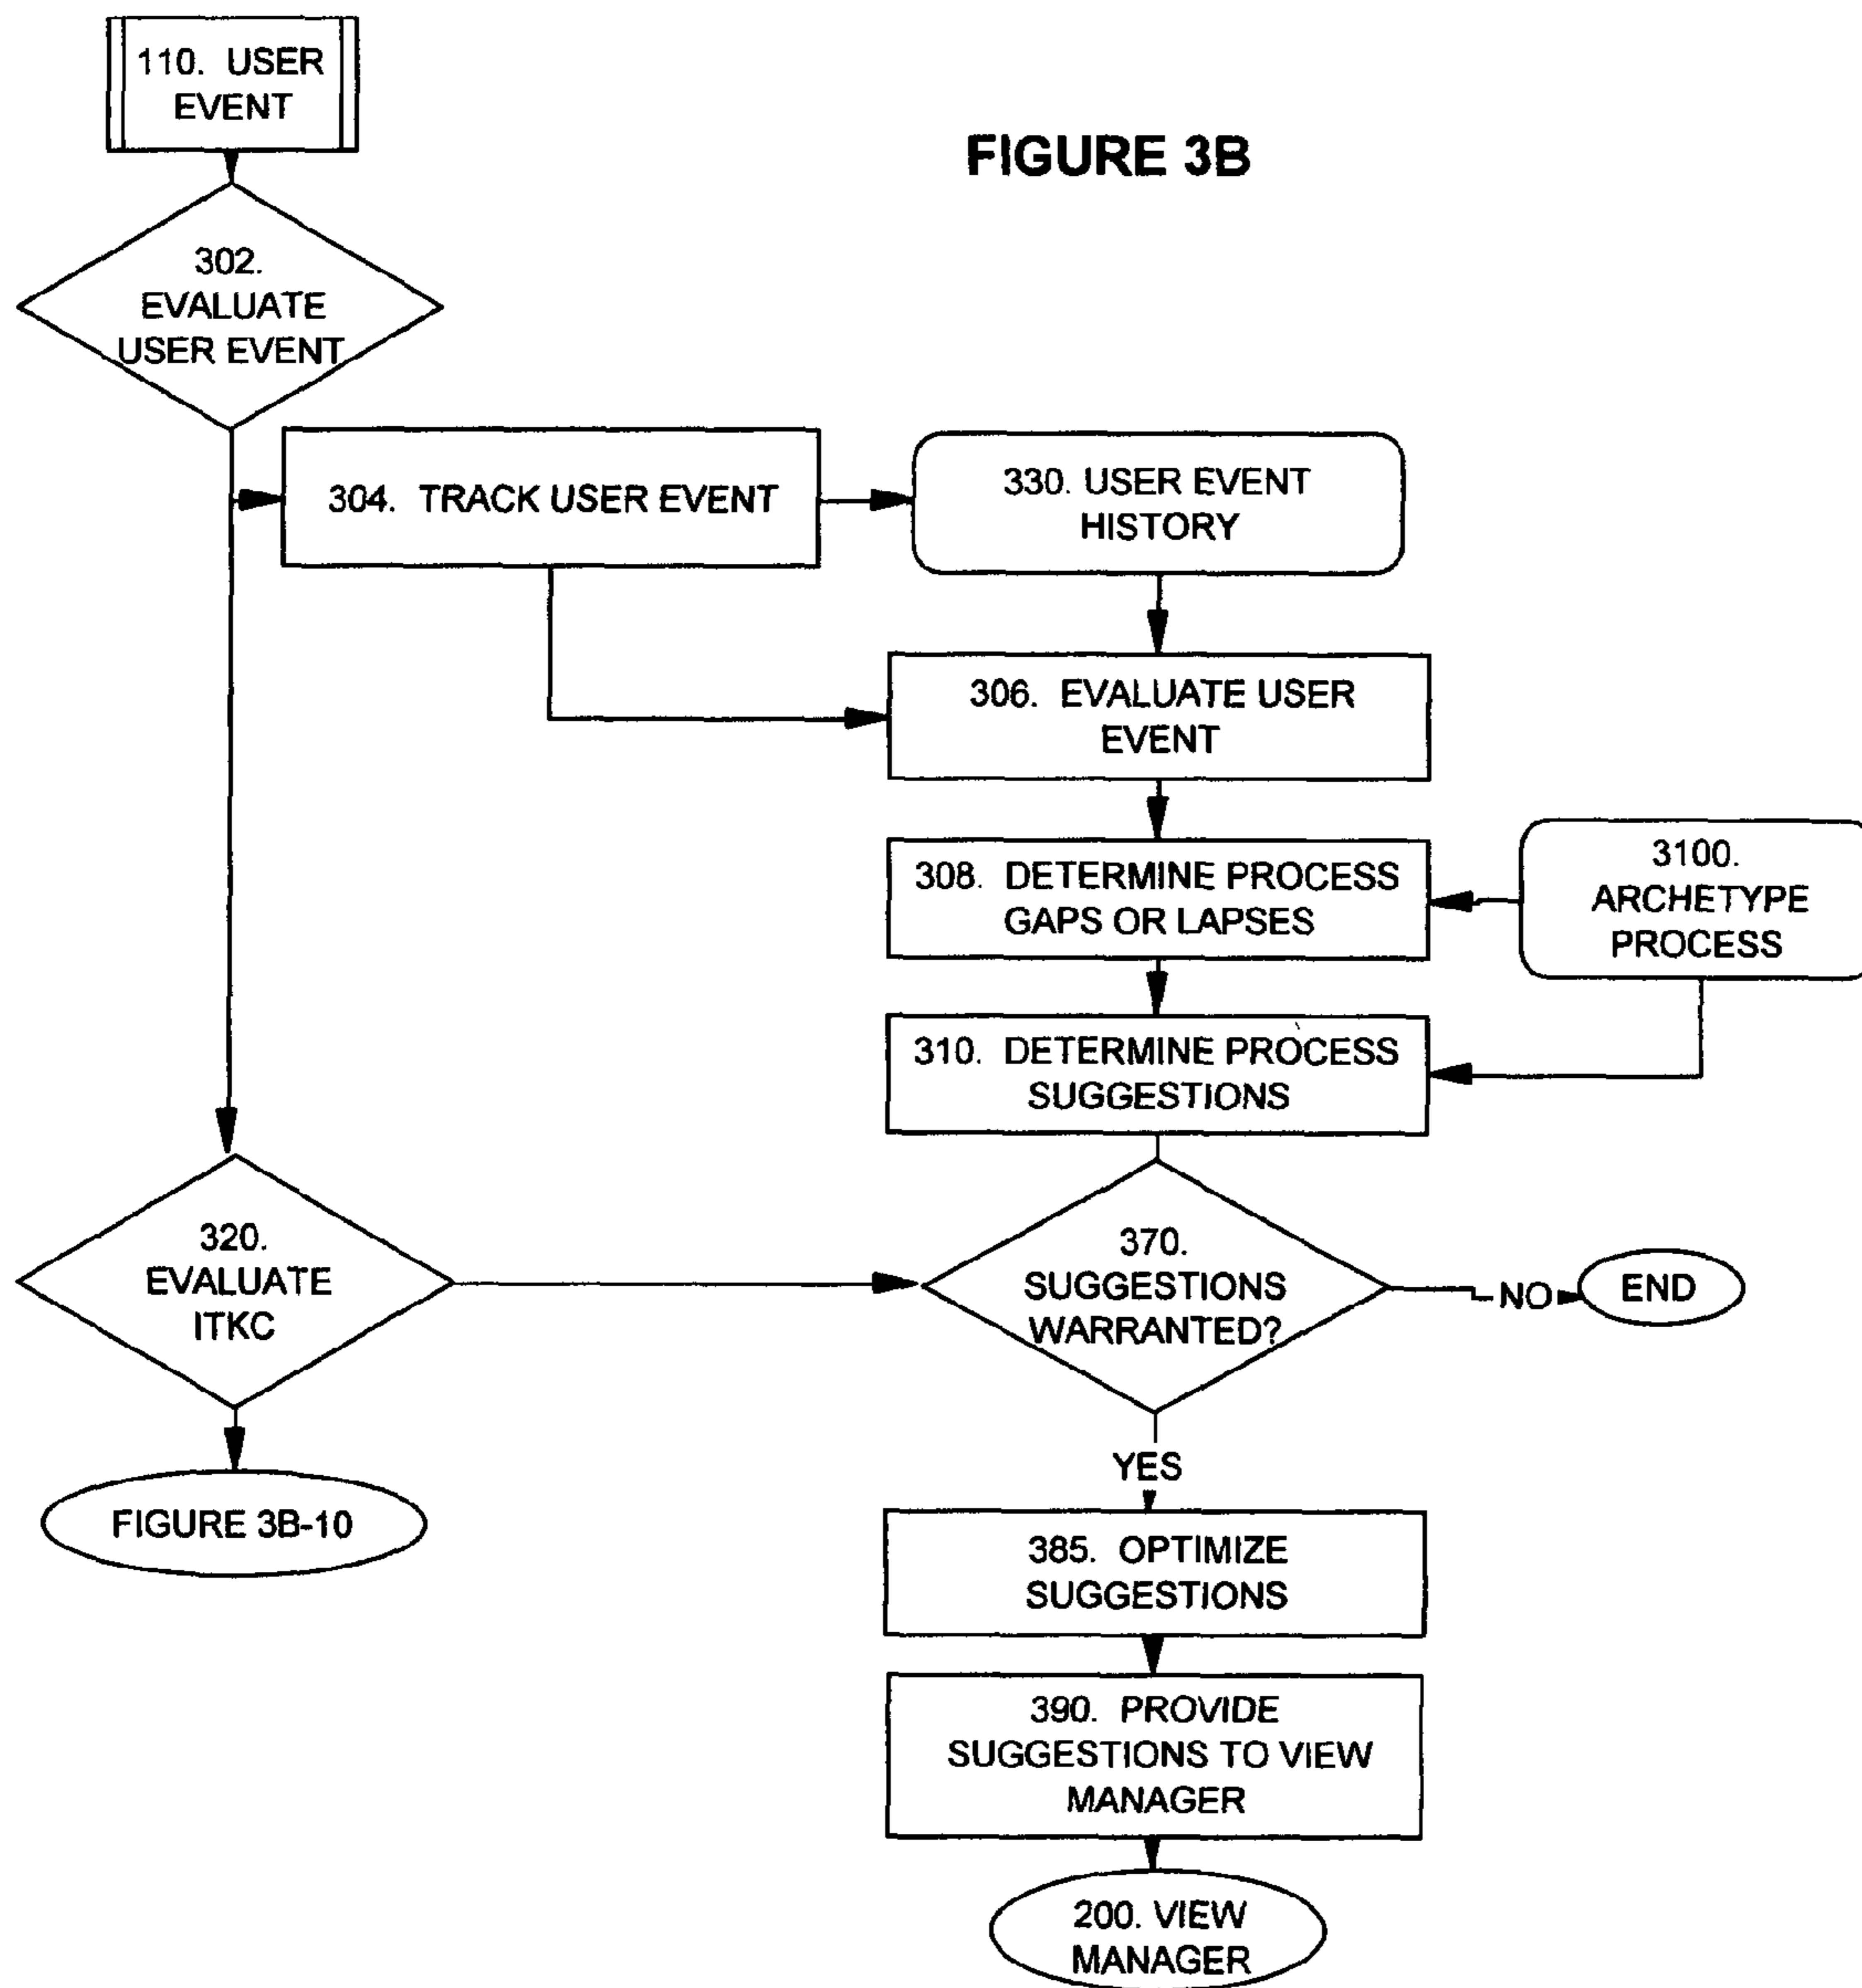 110. USER
EVENT
FIGURE 3B
302.
EVALUATE
USER EVENT
304. TRACK USER EVENT
330. USER EVENT
HISTORY
306. EVALUATE USER
EVENT
308. DETERMINE PROCESS
GAPS OR LAPSES
3100.
ARCHETYPE
PROCESS
310. DETERMINE PROCESS
SUGGESTIONS
320.
EVALUATE
ITKC
370.
SUGGESTIONS
WARRANTED?
NO
END
YES
FIGURE 3B-10
385. OPTIMIZE
SUGGESTIONS
390. PROVIDE
SUGGESTIONS TO VIEW
MANAGER
200. VIEW
MANAGER